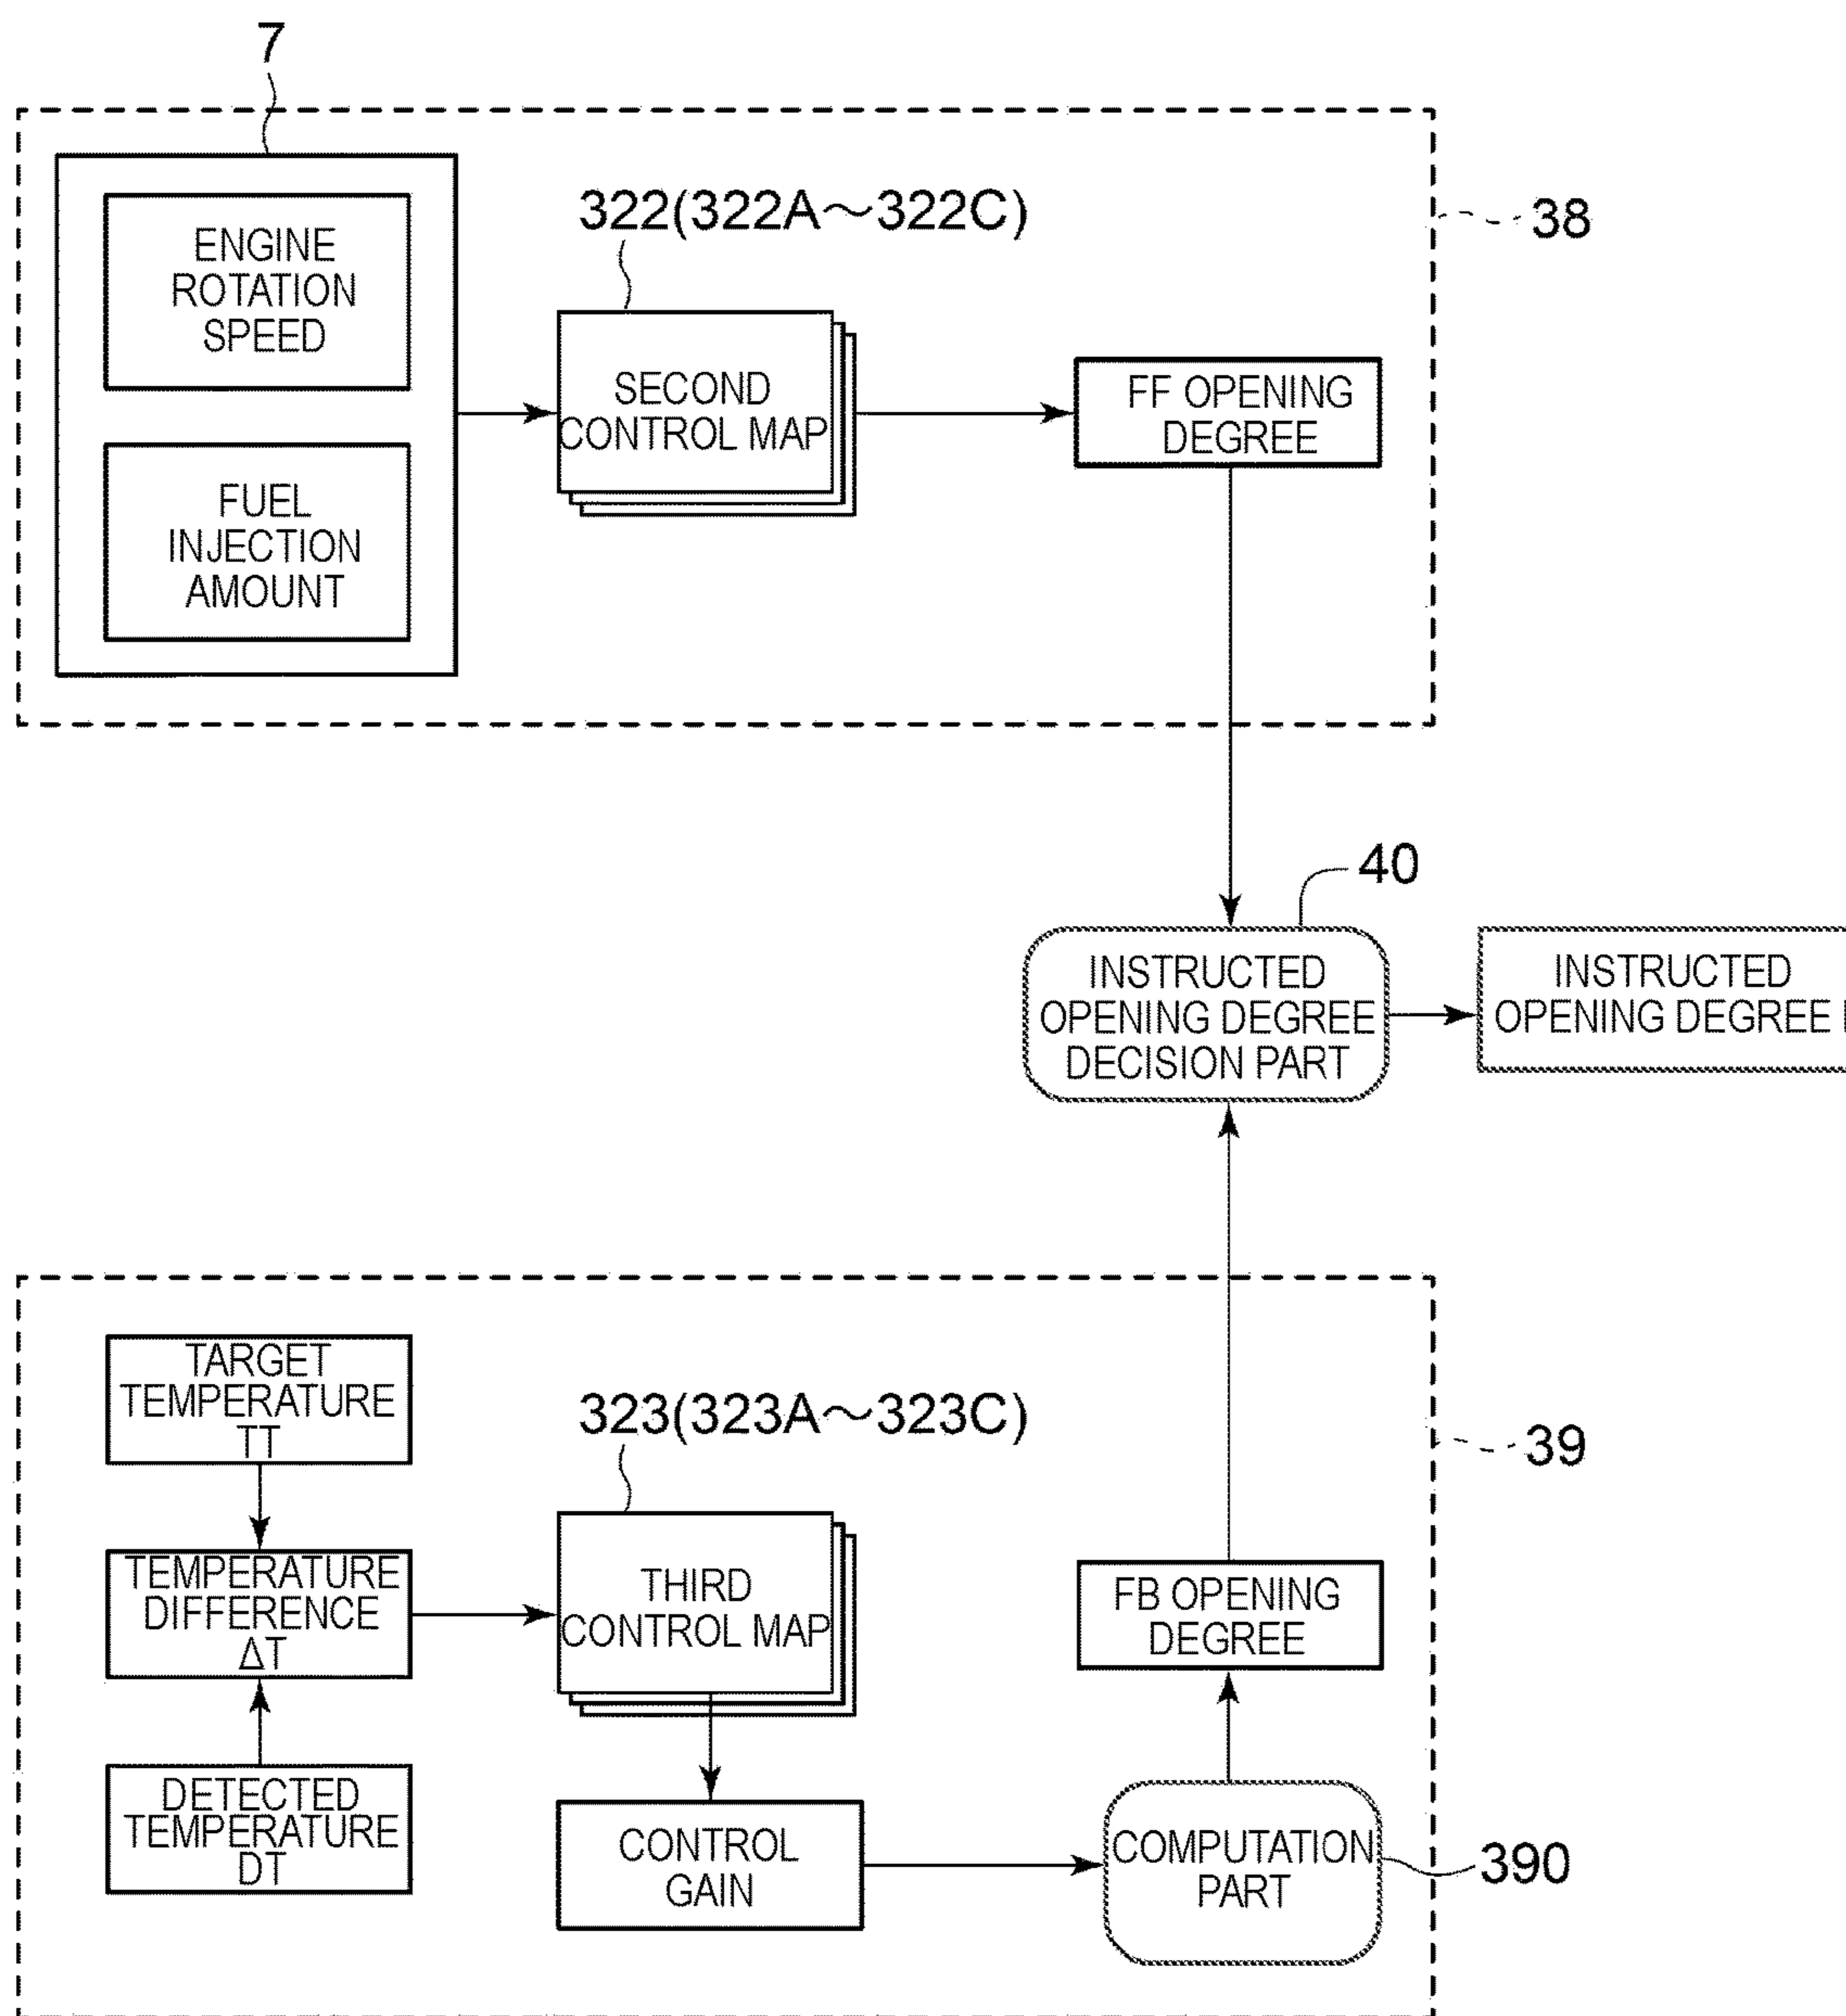 7
322(322A～322C)
38
ENGINE
ROTATION
SPEED
SECOND
CONTROL MAP
FF OPENING
DEGREE
FUEL
INJECTION
AMOUNT
40
INSTRUCTED
OPENING DEGREE
DECISION PART
INSTRUCTED
OPENING DEGREE
TARGET
TEMPERATURE
TT
323(323A～323C)
39
TEMPERATURE
DIFFERENCE
ΔT
THIRD
CONTROL MAP
FB OPENING
DEGREE
DETECTED
TEMPERATURE
DT
CONTROL
GAIN
COMPUTATION
PART
390